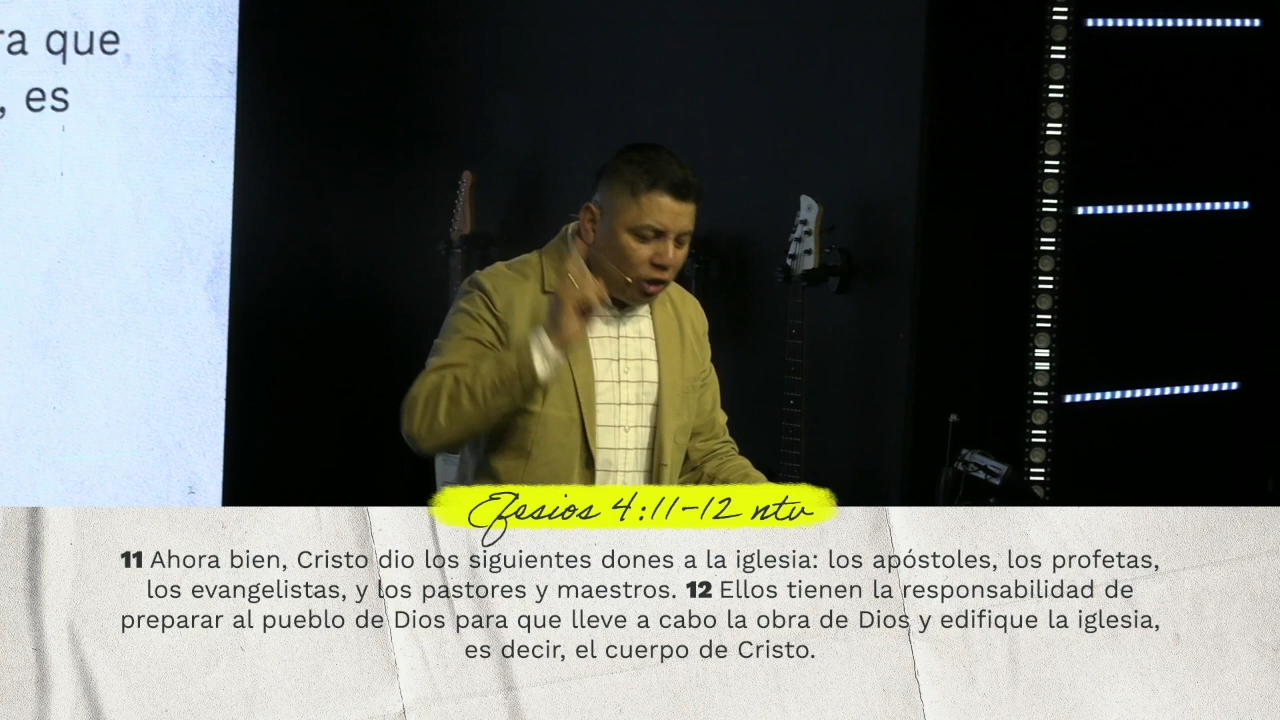 ra que
, es
Efesios 4:11-12 ntv
11 Ahora bien, Cristo dio los siguientes dones a la iglesia: los apóstoles, los profetas,
los evangelistas, y los pastores y maestros. 12 Ellos tienen la responsabilidad de
preparar al pueblo de Dios para que lleve a cabo la obra de Dios y edifique la iglesia,
es decir, el cuerpo de Cristo.